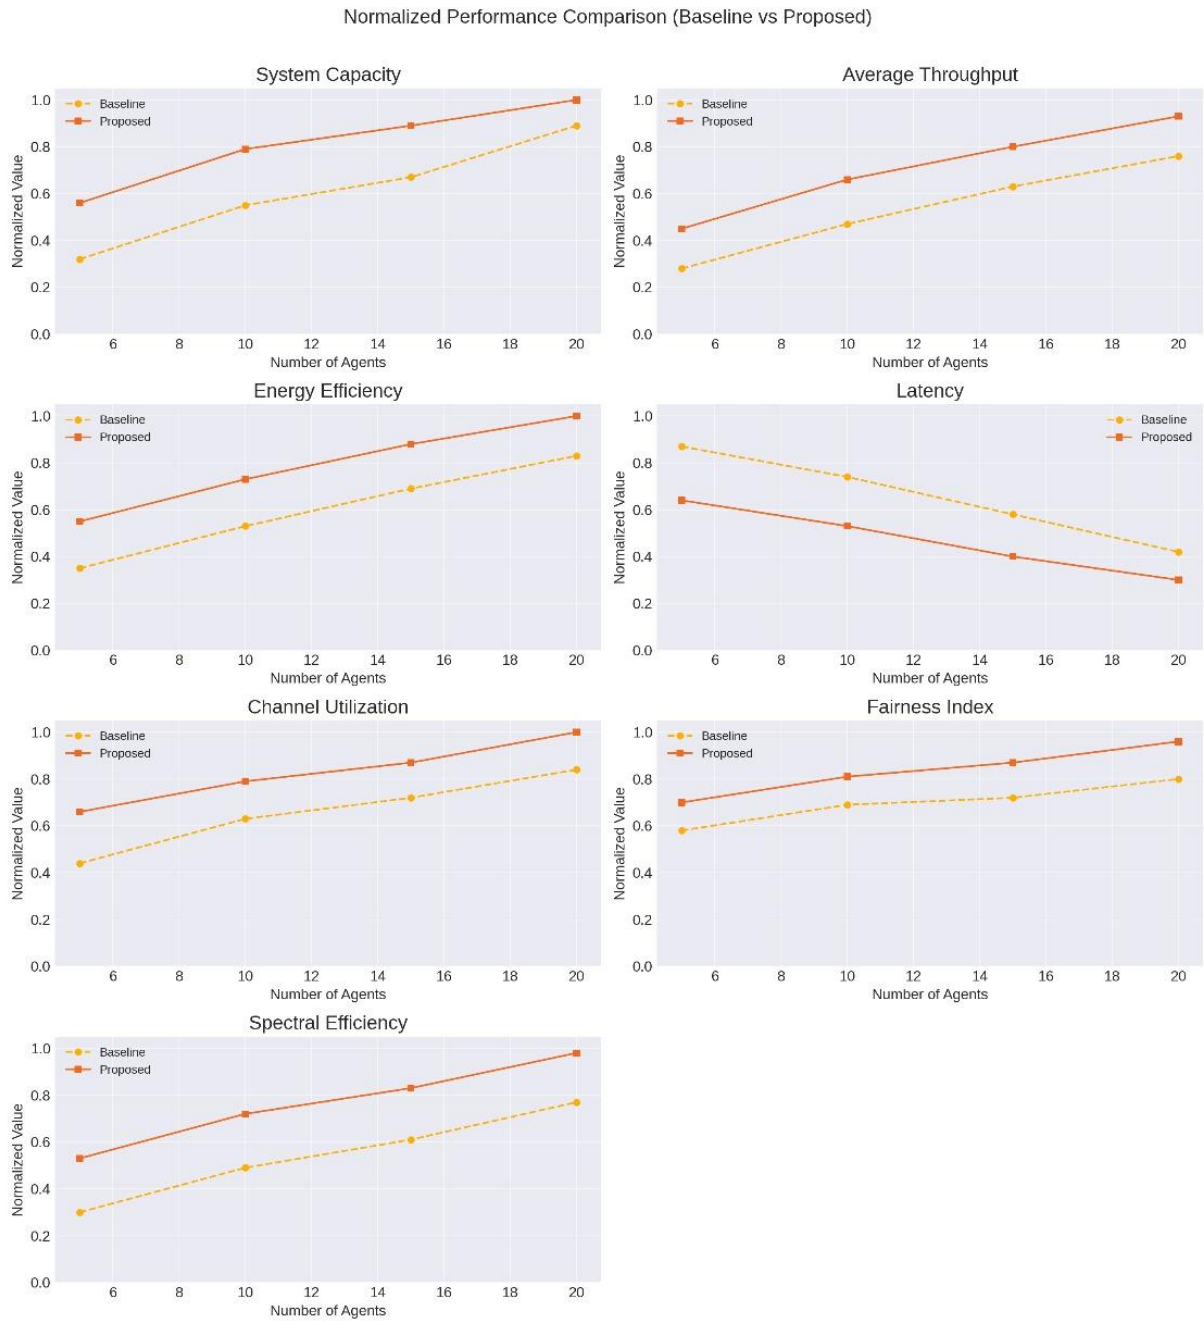 Normalized Performance Comparison (Baseline vs Proposed)
System Capacity
Baseline
Proposed
Normalized Value
1.0
0.8
0.6
0.4
0.2
0.0
6 8 10 12 14 16 18 20
Number of Agents
Average Throughput
Baseline
Proposed
Normalized Value
1.0
0.8
0.6
0.4
0.2
0.0
6 8 10 12 14 16 18 20
Number of Agents
Energy Efficiency
Baseline
Proposed
Normalized Value
1.0
0.8
0.6
0.4
0.2
0.0
6 8 10 12 14 16 18 20
Number of Agents
Latency
Baseline
Proposed
Normalized Value
1.0
0.8
0.6
0.4
0.2
0.0
6 8 10 12 14 16 18 20
Number of Agents
Channel Utilization
Baseline
Proposed
Normalized Value
1.0
0.8
0.6
0.4
0.2
0.0
6 8 10 12 14 16 18 20
Number of Agents
Fairness Index
Baseline
Proposed
Normalized Value
1.0
0.8
0.6
0.4
0.2
0.0
6 8 10 12 14 16 18 20
Number of Agents
Spectral Efficiency
Baseline
Proposed
Normalized Value
1.0
0.8
0.6
0.4
0.2
0.0
6 8 10 12 14 16 18 20
Number of Agents